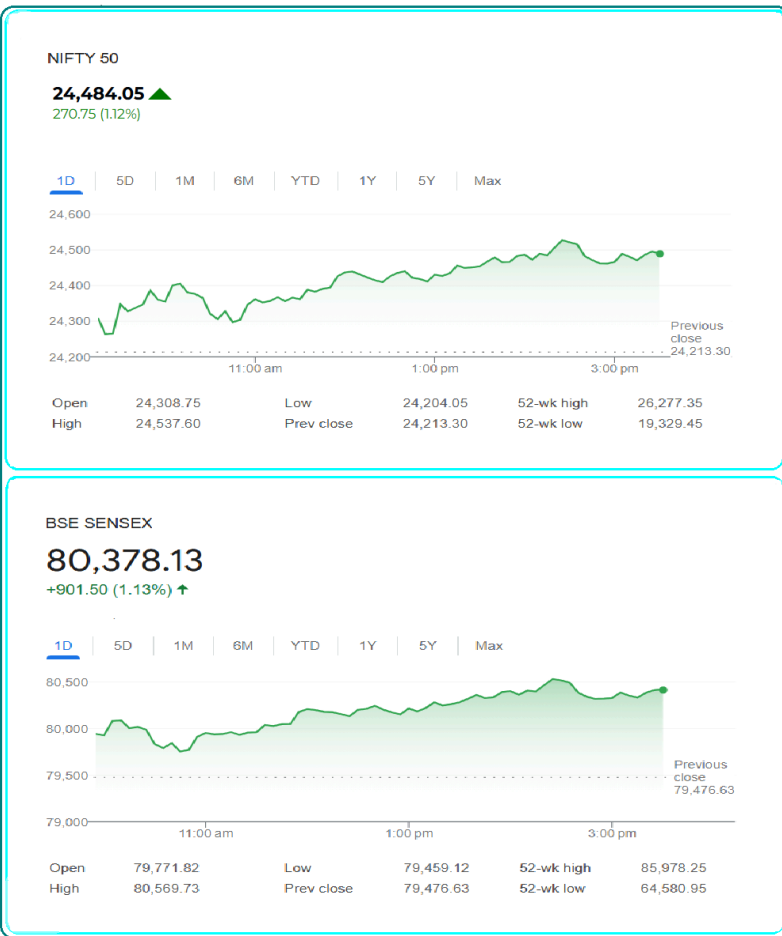 NIFTY 50
24,484.05
270.75 (1.12%)
1D 5D 1M 6M YTD 1Y 5Y Max
24,600
24,500
24,400
24,300
Previous
close
24,213.30
24,200
11:00 am 1:00 pm 3:00 pm
Open 24,308.75 Low 24,204.05 52-wk high 26,277.35
High 24,537.60 Prev close 24,213.30 52-wk low 19,329.45
BSE SENSEX
80,378.13
+901.50 (1.13%) ↑
1D 5D 1M 6M YTD 1Y 5Y Max
80,500
80,000
Previous
79,500 close
79,476.63
79,000
11:00 am 1:00 pm 3:00 pm
Open 79,771.82 Low 79,459.12 52-wk high 85,978.25
High 80,569.73 Prev close 79,476.63 52-wk low 64,580.95